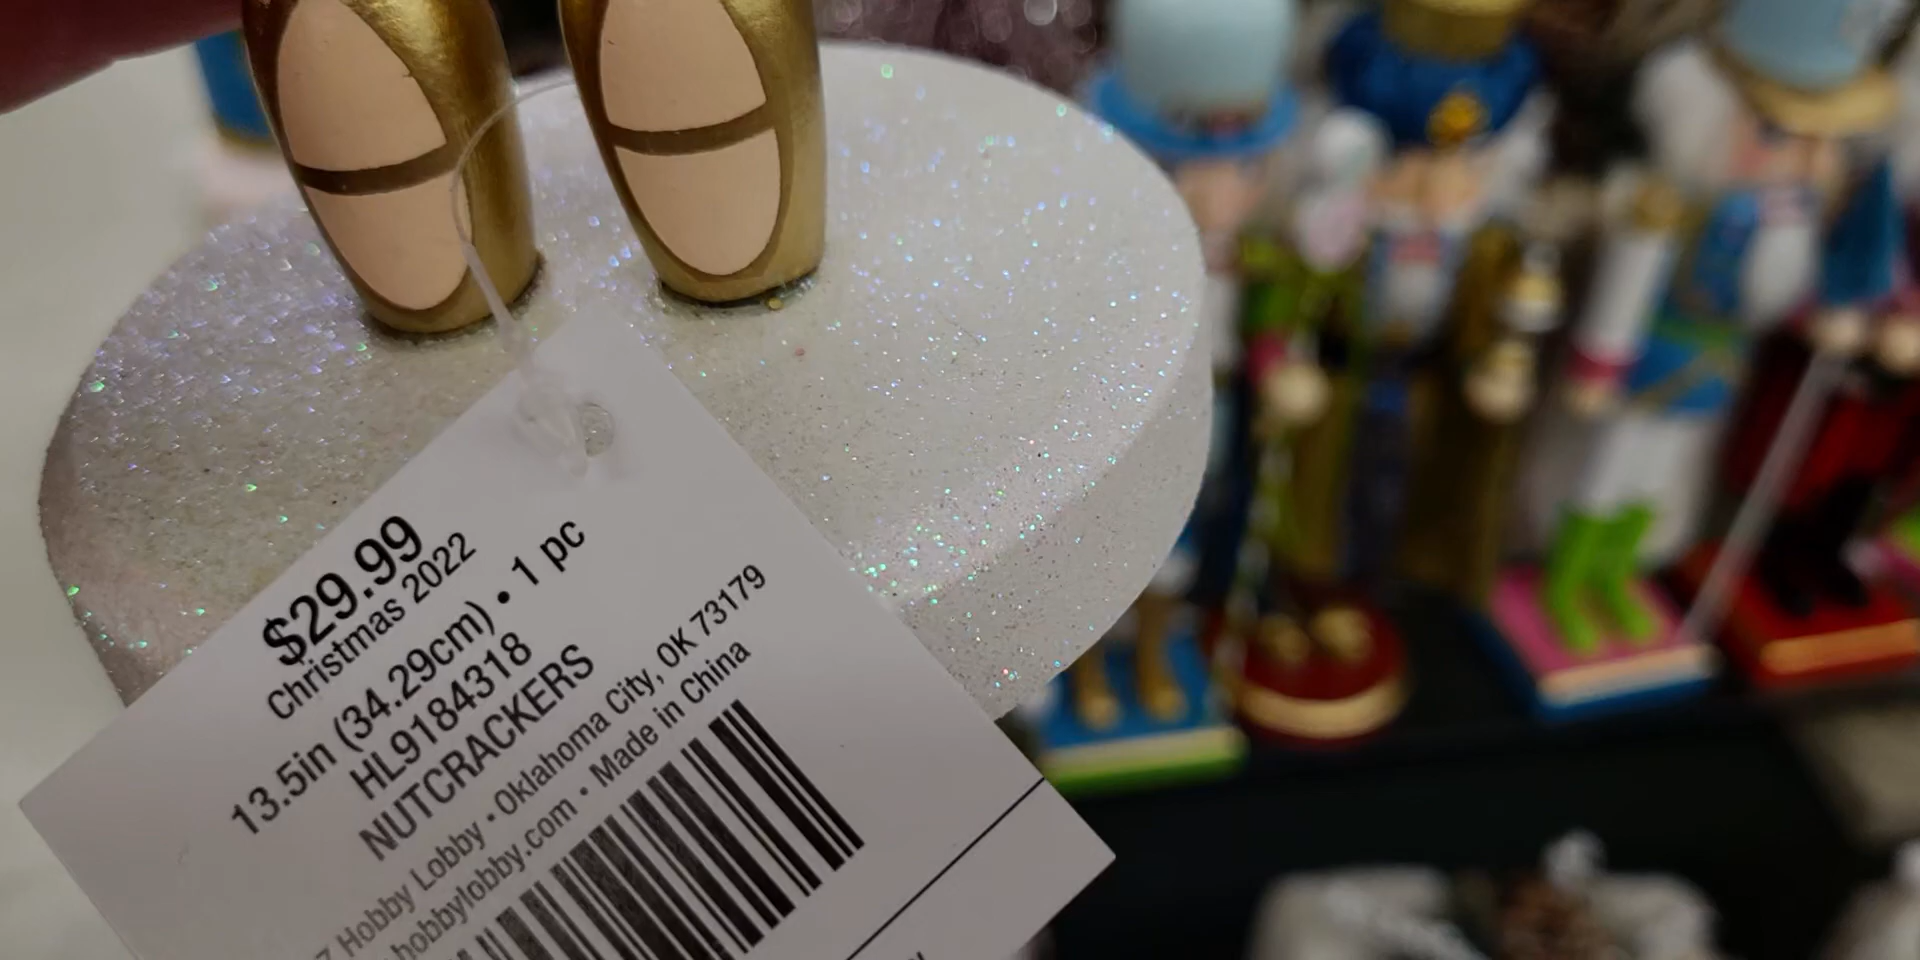 $29.99
Christmas 2022
13.5in (34.29cm) • 1 pc
HL9184318
NUTCRACKERS
7 Hobby Lobby • Oklahoma City, OK 73179
hobbylobby.com • Made in China